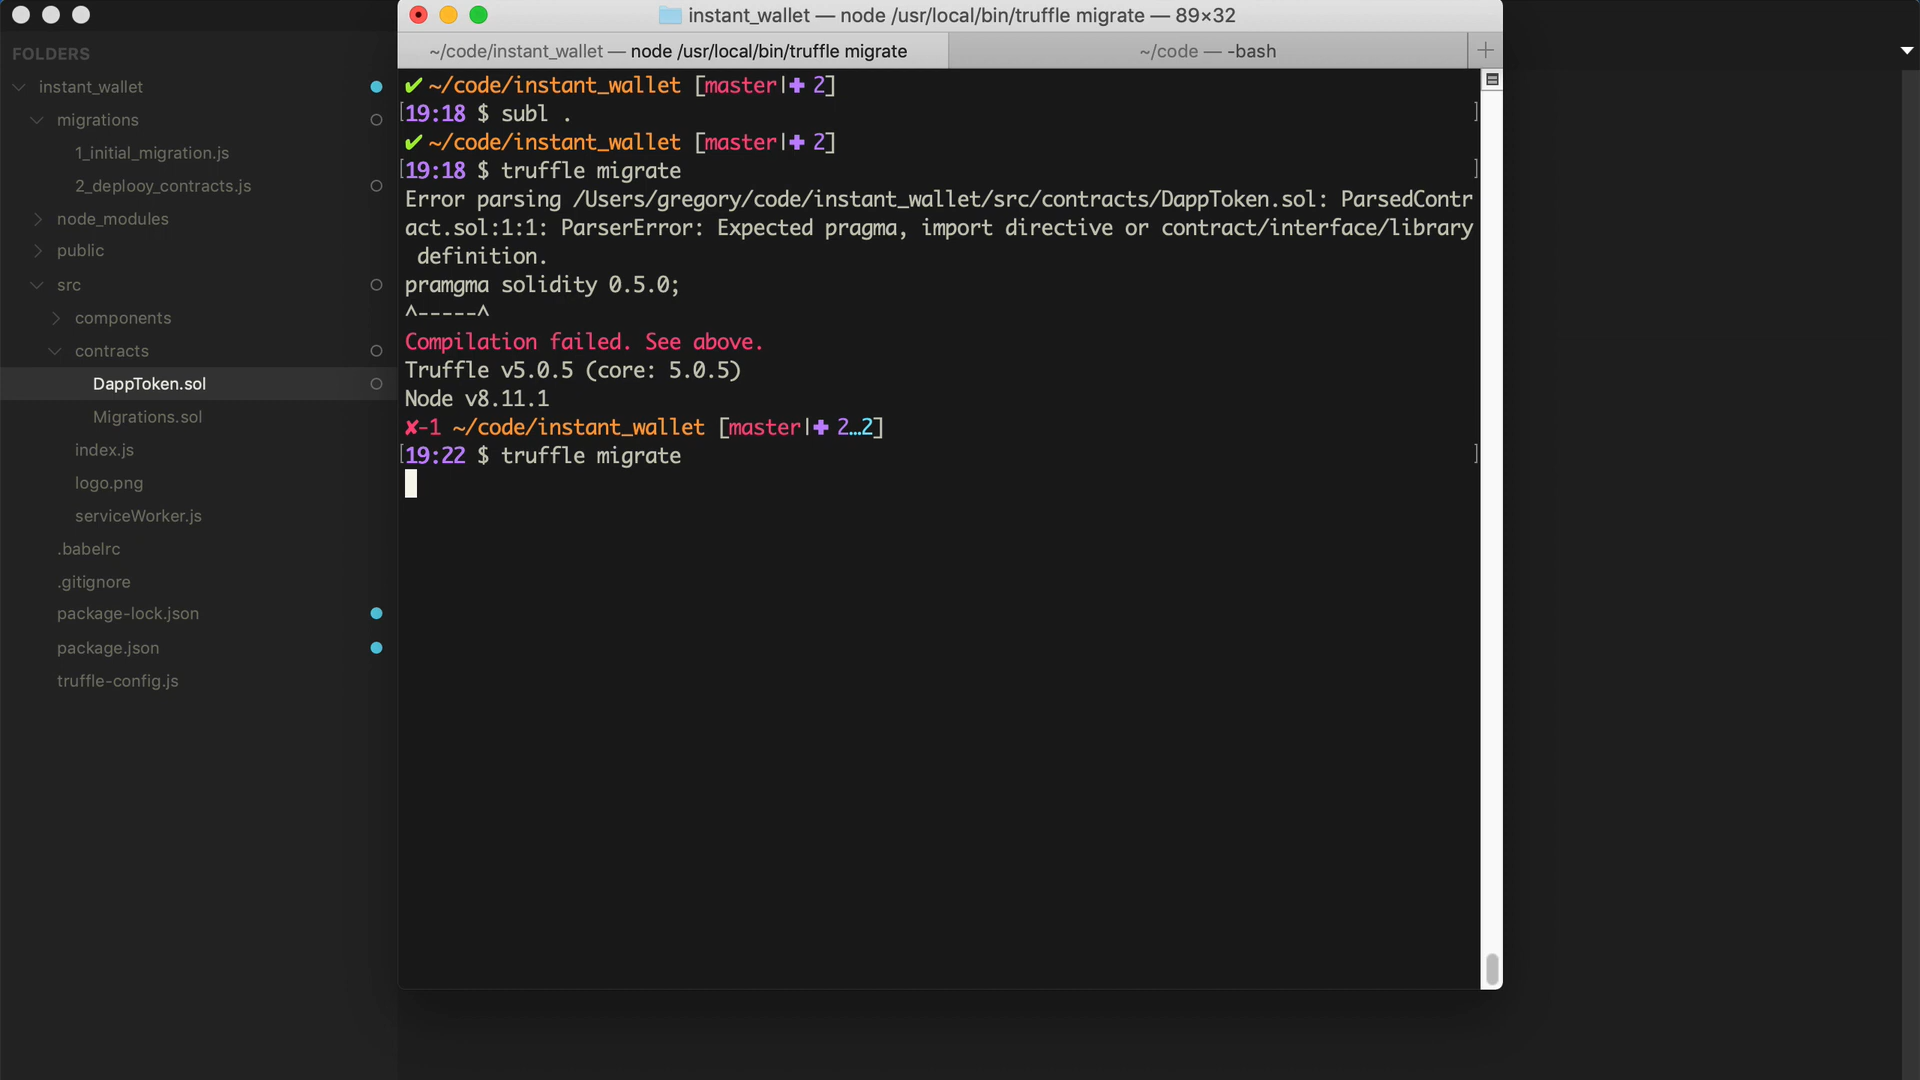 FOLDERS
instant_wallet
migrations
1_initial_migration.js
2_deplooy_contracts.js
node_modules
public
src
components
contracts
DappToken.sol
Migrations.sol
index.js
logo.png
serviceWorker.js
.babelrc
.gitignore
package-lock.json
package.json
truffle-config.js
instant_wallet — node /usr/local/bin/truffle migrate — 89×32
~/code/instant_wallet — node /usr/local/bin/truffle migrate
~/code — -bash
✔ ~/code/instant_wallet [master|✚ 2]
[19:18 $ subl .]
✔ ~/code/instant_wallet [master|✚ 2]
[19:18 $ truffle migrate]
Error parsing /Users/gregory/code/instant_wallet/src/contracts/DappToken.sol: ParsedContr
act.sol:1:1: ParserError: Expected pragma, import directive or contract/interface/library
definition.
pramgma solidity 0.5.0;
^-----^
Compilation failed. See above.
Truffle v5.0.5 (core: 5.0.5)
Node v8.11.1
✘-1 ~/code/instant_wallet [master|✚ 2…2]
[19:22 $ truffle migrate]